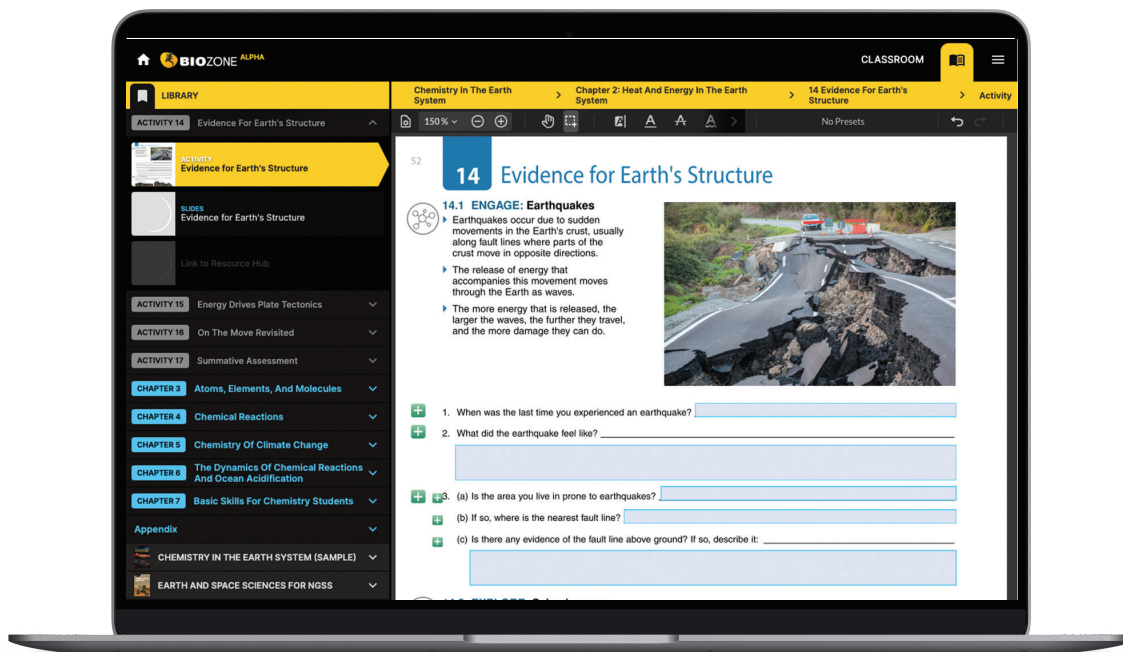 BIOZONE ALPHA
CLASSROOM
LIBRARY
Chemistry In The Earth
System
>
Chapter 2: Heat And Energy In The Earth
System
>
14 Evidence For Earth's
Structure
>
Activity
ACTIVITY 14 Evidence For Earth's Structure
ACTIVITY
Evidence for Earth's Structure
SLIDES
Evidence for Earth's Structure
Link to Resource Hub
ACTIVITY 15 Energy Drives Plate Tectonics
ACTIVITY 16 On The Move Revisited
ACTIVITY 17 Summative Assessment
CHAPTER 3 Atoms, Elements, And Molecules
CHAPTER 4 Chemical Reactions
CHAPTER 5 Chemistry Of Climate Change
CHAPTER 6 The Dynamics Of Chemical Reactions
And Ocean Acidification
CHAPTER 7 Basic Skills For Chemistry Students
Appendix
CHEMISTRY IN THE EARTH SYSTEM (SAMPLE)
EARTH AND SPACE SCIENCES FOR NGSS
150%
A A A
No Presets
52
14 Evidence for Earth's Structure
14.1 ENGAGE: Earthquakes
Earthquakes occur due to sudden
movements in the Earth's crust, usually
along fault lines where parts of the
crust move in opposite directions.
The release of energy that
accompanies this movement moves
through the Earth as waves.
The more energy that is released, the
larger the waves, the further they travel,
and the more damage they can do.
1. When was the last time you experienced an earthquake?
2. What did the earthquake feel like?
3. (a) Is the area you live in prone to earthquakes?
(b) If so, where is the nearest fault line?
(c) Is there any evidence of the fault line above ground? If so, describe it: